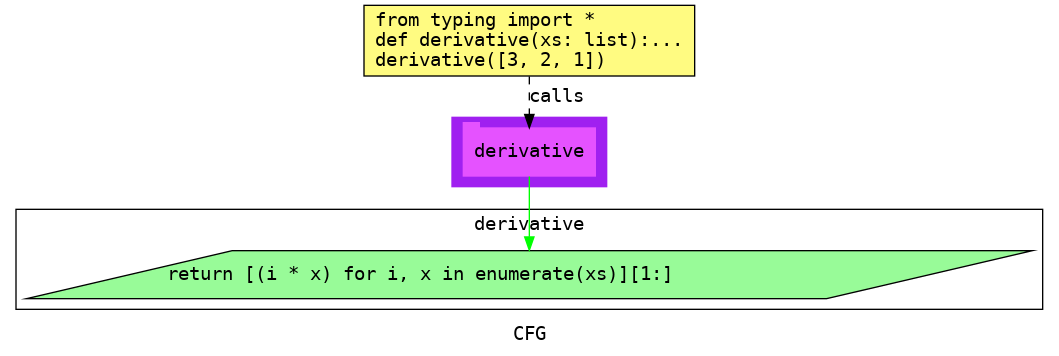 from typing import *
def derivative(xs: list):...
derivative([3, 2, 1])
calls
derivative
derivative
return [(i * x) for i, x in enumerate(xs)][1:]
CFG